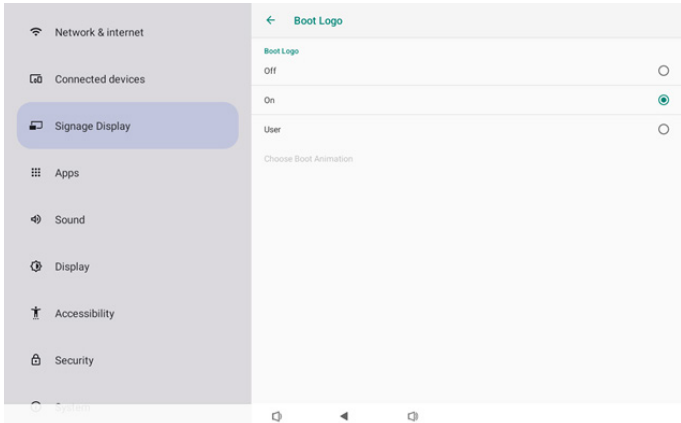 Network & internet
Connected devices
Signage Display
Apps
Sound
Display
Accessibility
Security
System
Boot Logo
Boot Logo
Off
On
User
Choose Boot Animation